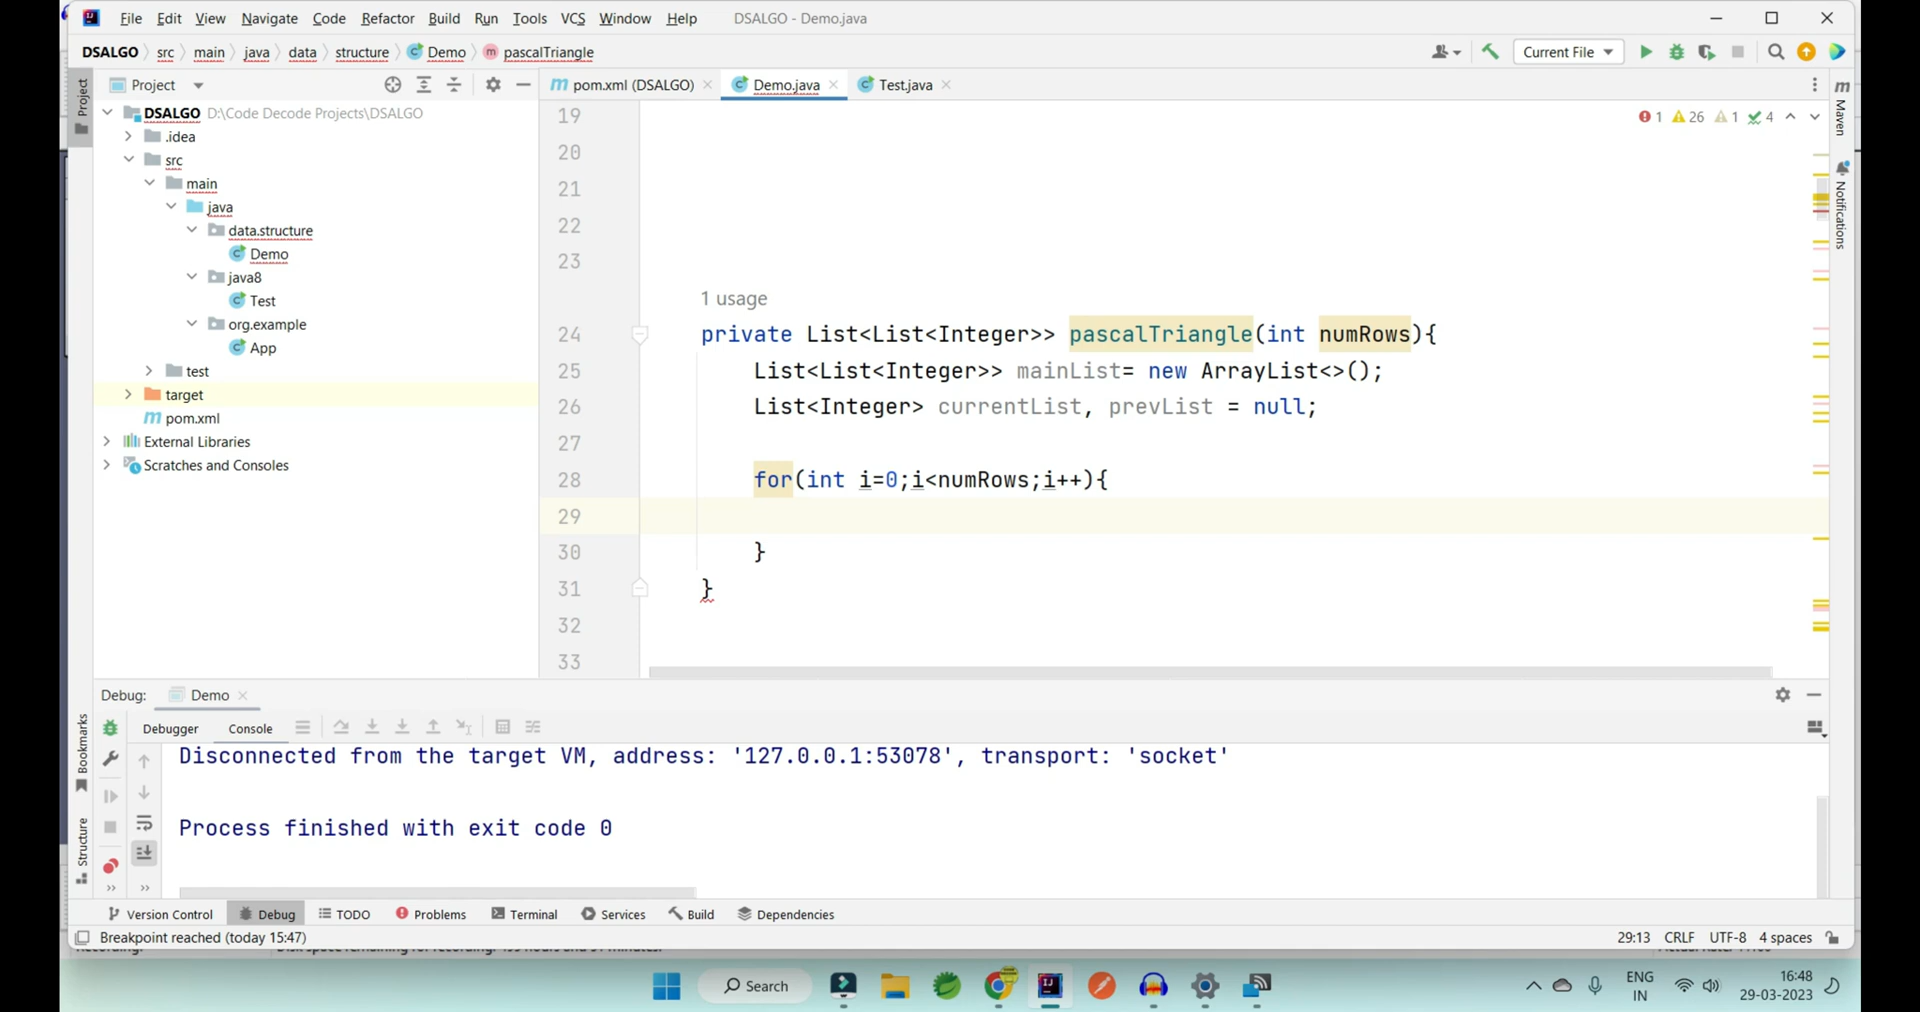 File Edit View Navigate Code Refactor Build Run Tools VCS Window Help DSALGO - Demo.java
DSALGO src main java data structure Demo m pascalTriangle Current File
Project
pom.xml (DSALGO) Demo.java Test.java
DSALGO D:\Code Decode Projects\DSALGO
.idea
src
main
java
data.structure
Demo
java8
Test
org.example
App
test
target
pom.xml
External Libraries
Scratches and Consoles
Project
Bookmarks
Structure
1 26 1 4
19
20
21
22
23
1 usage
24 private List<List<Integer>> pascalTriangle(int numRows){
25 List<List<Integer>> mainList= new ArrayList<>();
26 List<Integer> currentList, prevList = null;
27
28 for(int i=0;i<numRows;i++){
29
30 }
31 }
32
33
Maven
Notifications
Debug: Demo
Debugger Console
Disconnected from the target VM, address: '127.0.0.1:53078', transport: 'socket'
Process finished with exit code 0
Version Control Debug TODO Problems Terminal Services Build Dependencies
Breakpoint reached (today 15:47) 29:13 CRLF UTF-8 4 spaces
Search
ENG
IN
16:48
29-03-2023